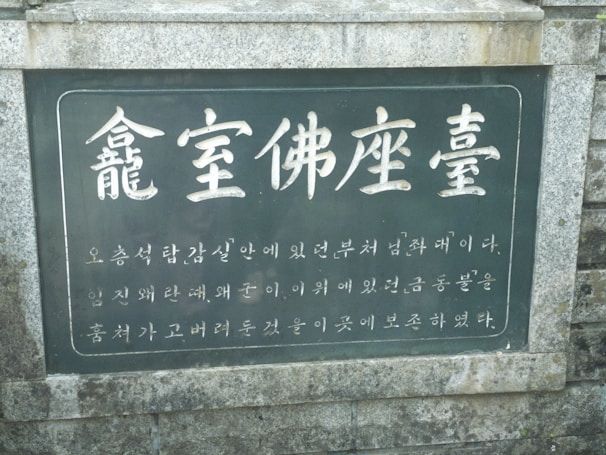 龕室佛座臺
오층석탑「감실」안에있던「부처님」좌대」이다.
임진왜란때, 왜군이, 이위에있던「금동불」을
훔쳐가고버려둔것을이곳에보존하였다.